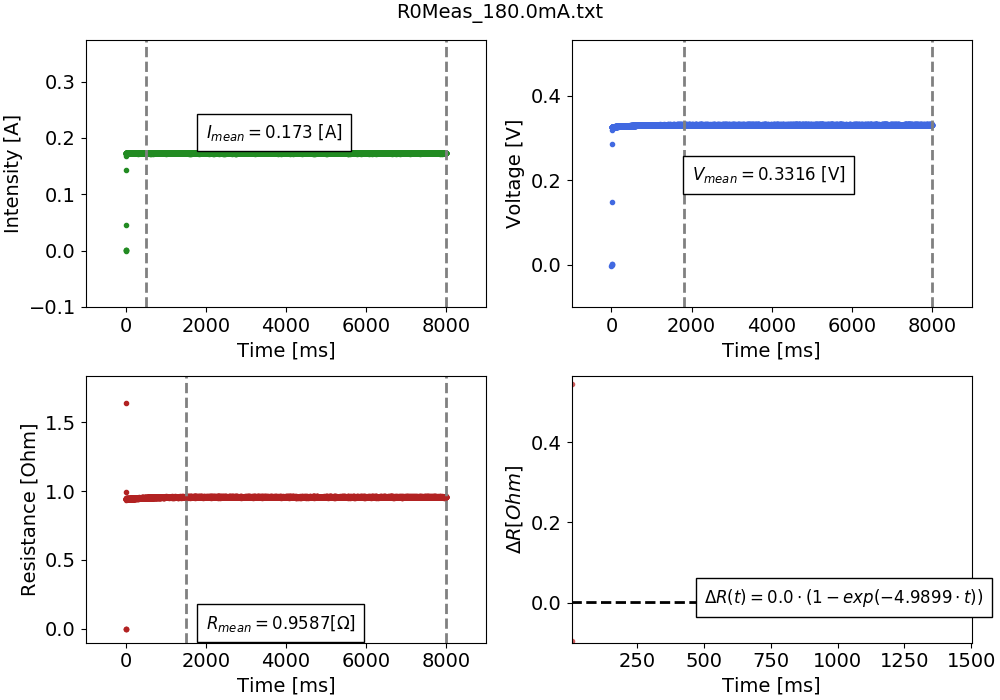 R0Meas_180.0mA.txt
Intensity [A]
0.3
0.2
0.1
0.0
−0.1
I_mean = 0.173 [A]
0 2000 4000 6000 8000
Time [ms]
Voltage [V]
0.4
0.2
0.0
V_mean = 0.3316 [V]
0 2000 4000 6000 8000
Time [ms]
Resistance [Ohm]
1.5
1.0
0.5
0.0
R_mean = 0.9587[Ω]
0 2000 4000 6000 8000
Time [ms]
ΔR[Ohm]
0.4
0.2
0.0
ΔR(t) = 0.0 · (1 − exp(−4.9899 · t))
250 500 750 1000 1250 1500
Time [ms]